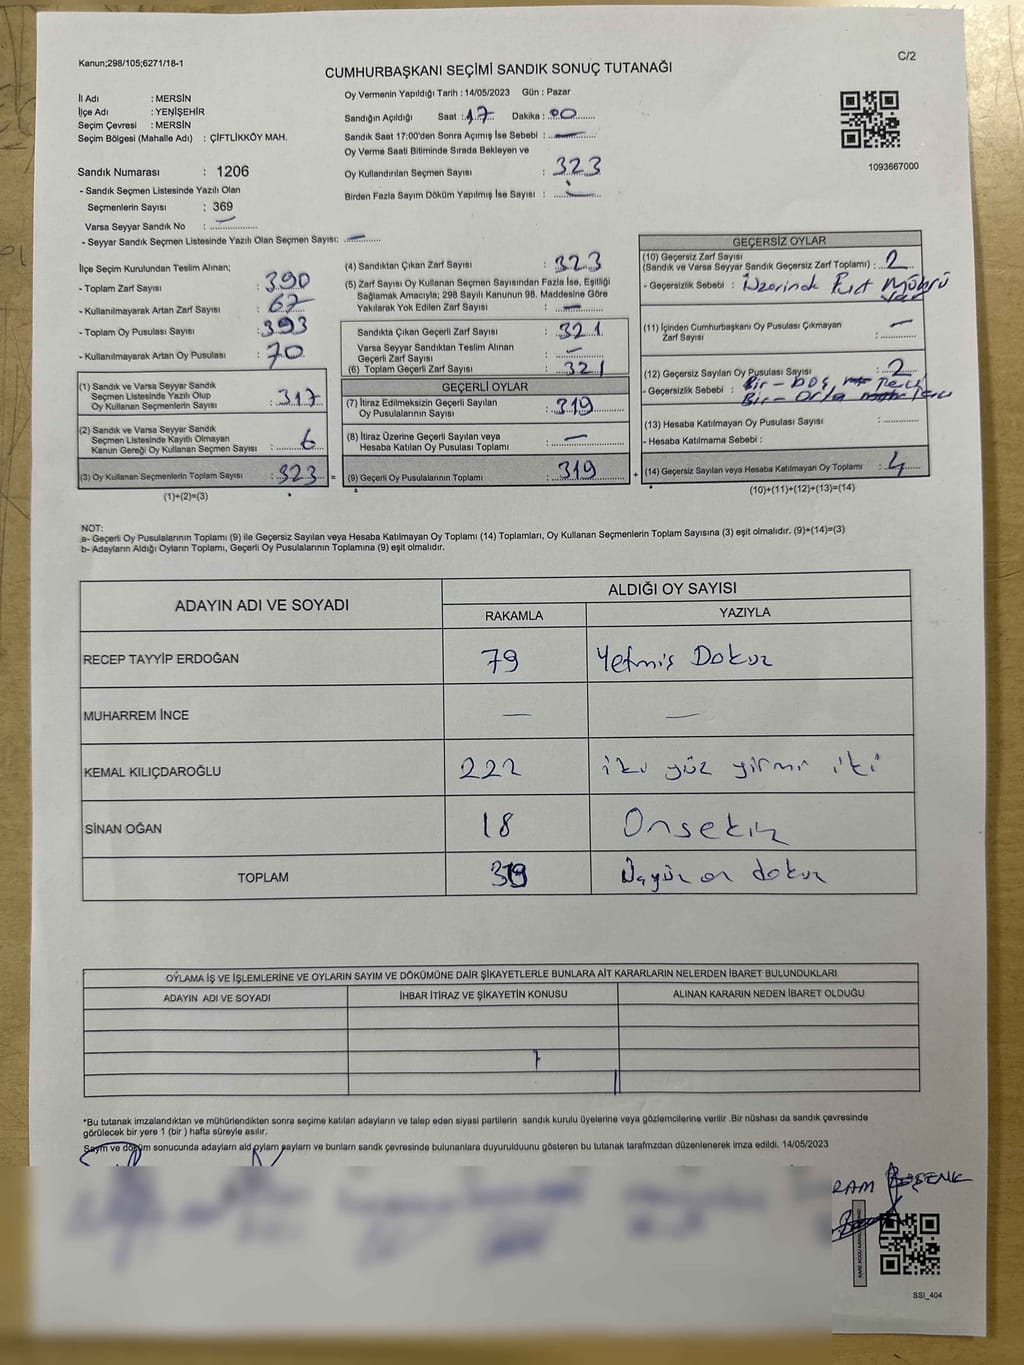 Kanun;298/105;6271/18-1
C/2
CUMHURBAŞKANI SEÇİMİ SANDIK SONUÇ TUTANAĞI
İl Adı : MERSİN
İlçe Adı : YENİŞEHİR
Seçim Çevresi : MERSİN
Seçim Bölgesi (Mahalle Adı) : ÇİFTLİKKÖY MAH.
Oy Vermenin Yapıldığı Tarih : 14/05/2023 Gün : Pazar
Sandığın Açıldığı Saat : 17 Dakika : 00
Sandık Saat 17:00'den Sonra Açımış İse Sebebi : —
Oy Verme Saati Bitiminde Sırada Bekleyen ve
Oy Kullandırılan Seçmen Sayısı : 323
Birden Fazla Sayım Döküm Yapılmış İse Sayısı : —
1093667000
Sandık Numarası : 1206
- Sandık Seçmen Listesinde Yazılı Olan
Seçmenlerin Sayısı : 369
Varsa Seyyar Sandık No : —
- Seyyar Sandık Seçmen Listesinde Yazılı Olan Seçmen Sayısı: —
İlçe Seçim Kurulundan Teslim Alınan;
- Toplam Zarf Sayısı : 390
- Kullanılmayarak Artan Zarf Sayısı : 67
- Toplam Oy Pusulası Sayısı : 393
- Kullanılmayarak Artan Oy Pusulası : 70
(1) Sandık ve Varsa Seyyar Sandık
Seçmen Listesinde Yazılı Olup
Oy Kullanan Seçmenlerin Sayısı : 317
(2) Sandık ve Varsa Seyyar Sandık
Seçmen Listesinde Kayıtlı Olmayan
Kanun Gereği Oy Kullanan Seçmen Sayısı : 6
(3) Oy Kullanan Seçmenlerin Toplam Sayısı : 323 =
(1)+(2)=(3)
(4) Sandıktan Çıkan Zarf Sayısı : 323
(5) Zarf Sayısı Oy Kullanan Seçmen Sayısından Fazla İse, Eşitliği
Sağlamak Amacıyla; 298 Sayılı Kanunun 98. Maddesine Göre
Yakılarak Yok Edilen Zarf Sayısı : —
Sandıkta Çıkan Geçerli Zarf Sayısı : 321
Varsa Seyyar Sandıktan Teslim Alınan
Geçerli Zarf Sayısı : —
(6) Toplam Geçerli Zarf Sayısı : 321
GEÇERLİ OYLAR
(7) İtiraz Edilmeksizin Geçerli Sayılan
Oy Pusulalarının Sayısı : 319
(8) İtiraz Üzerine Geçerli Sayılan veya
Hesaba Katılan Oy Pusulası Toplamı : —
(9) Geçerli Oy Pusulalarının Toplamı : 319 +
GEÇERSİZ OYLAR
(10) Geçersiz Zarf Sayısı
(Sandık ve Varsa Seyyar Sandık Geçersiz Zarf Toplamı) : 2
- Geçersizlik Sebebi : Üzerinde Mührü var
(11) İçinden Cumhurbaşkanı Oy Pusulası Çıkmayan
Zarf Sayısı : —
(12) Geçersiz Sayılan Oy Pusulası Sayısı : 2
- Geçersizlik Sebebi : Bir - boş,
Bir - Orta
(13) Hesaba Katılmayan Oy Pusulası Sayısı :
- Hesaba Katılmama Sebebi :
(14) Geçersiz Sayılan veya Hesaba Katılmayan Oy Toplamı : 4
(10)+(11)+(12)+(13)=(14)
NOT:
a- Geçerli Oy Pusulalarının Toplamı (9) ile Geçersiz Sayılan veya Hesaba Katılmayan Oy Toplamı (14) Toplamları, Oy Kullanan Seçmenlerin Toplam Sayısına (3) eşit olmalıdır. (9)+(14)=(3)
b- Adayların Aldığı Oyların Toplamı, Geçerli Oy Pusulalarının Toplamına (9) eşit olmalıdır.
ADAYIN ADI VE SOYADI
ALDIĞI OY SAYISI
RAKAMLA YAZIYLA
RECEP TAYYİP ERDOĞAN 79 Yetmiş Dokuz
MUHARREM İNCE — —
KEMAL KILIÇDAROĞLU 222 iki yüz yirmi iki
SİNAN OĞAN 18 Onsekiz
TOPLAM 319 Üçyüz on dokuz
OYLAMA İŞ VE İŞLEMLERİNE VE OYLARIN SAYIM VE DÖKÜMÜNE DAİR ŞİKAYETLERLE BUNLARA AİT KARARLARIN NELERDEN İBARET BULUNDUKLARI
ADAYIN ADI VE SOYADI İHBAR İTİRAZ VE ŞİKAYETİN KONUSU ALINAN KARARIN NEDEN İBARET OLDUĞU
*Bu tutanak imzalandıktan ve mühürlendikten sonra seçime katılan adayların ve talep eden siyasi partilerin sandık kurulu üyelerine veya gözlemcilerine verilir .Bir nüshası da sandık çevresinde
görülecek bir yere 1 (bir ) hafta süreyle asılır.
Saym ve döküm sonucunda adaylarn ald oylarn saylarn ve bunlarn sandk çevresinde bulunanlara duyurulduunu gösteren bu tutanak tarafmzdan düzenlenerek imza edildi. 14/05/2023
SSI_404